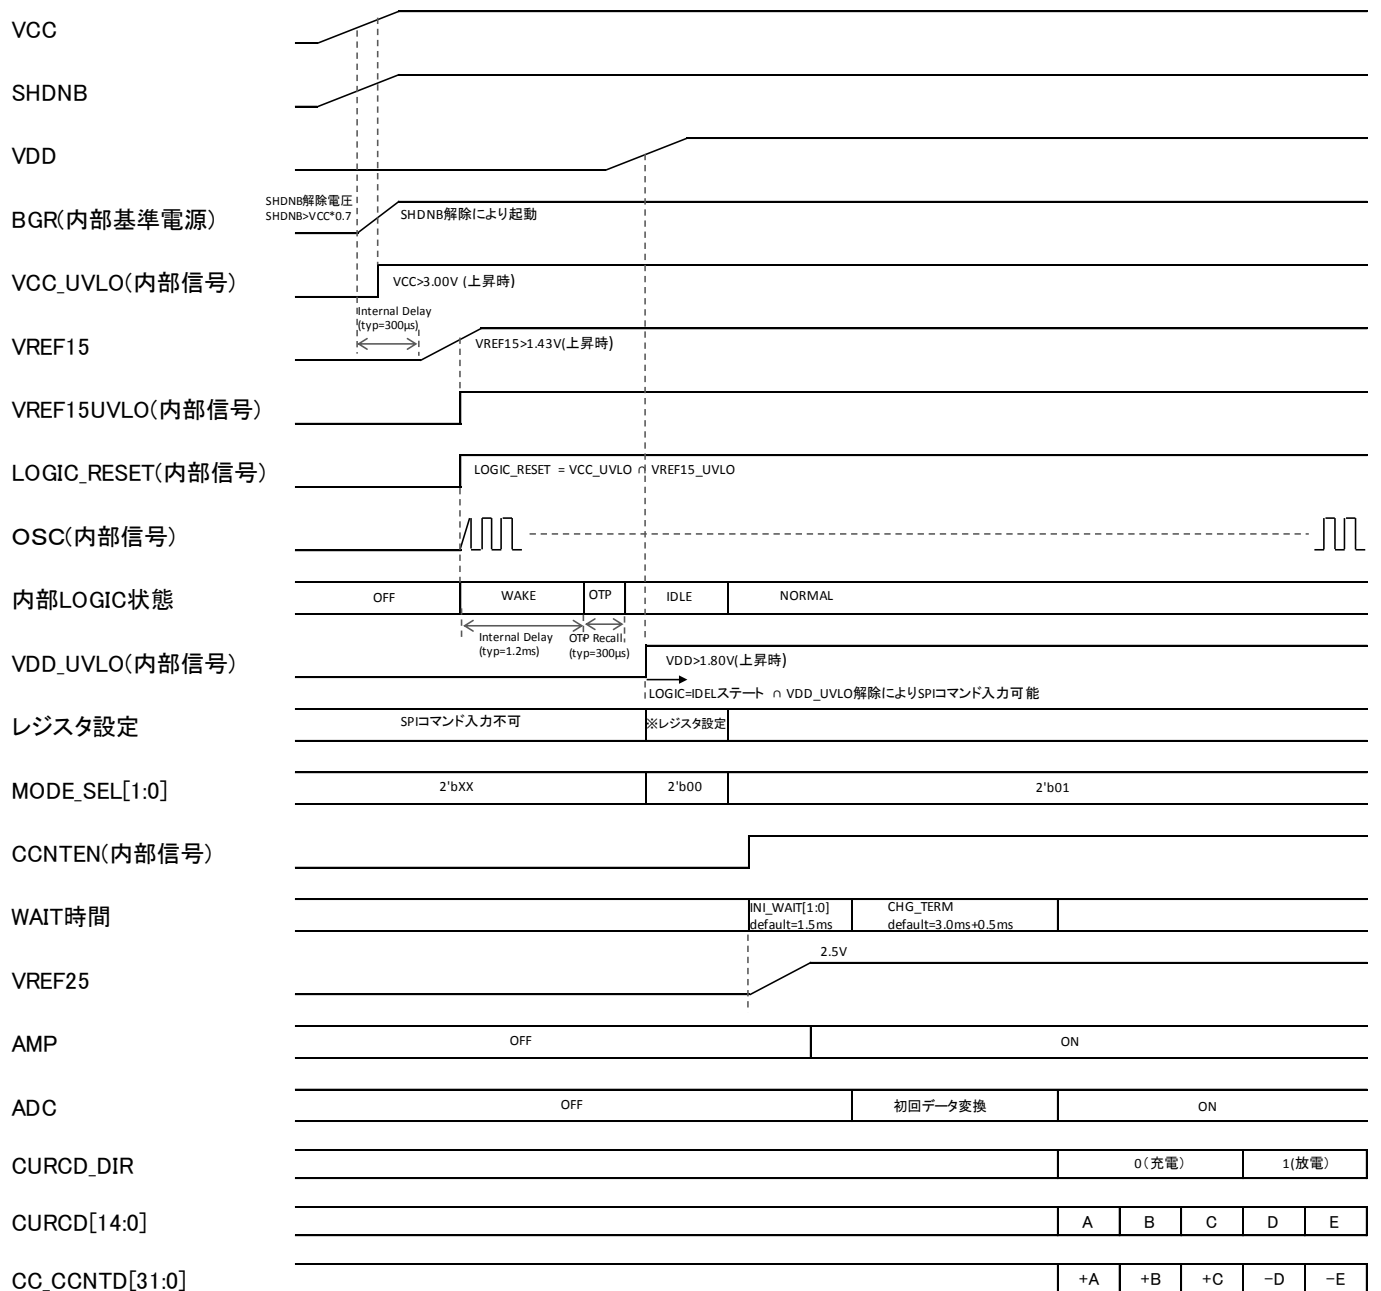 VCC
SHDNB
VDD
SHDNB解除電圧
SHDNB>VCC*0.7
BGR(内部基準電源)
SHDNB解除により起動
VCC_UVLO(内部信号)
VCC>3.00V (上昇時)
Internal Delay
(typ=300μs)
VREF15
VREF15>1.43V(上昇時)
VREF15UVLO(内部信号)
LOGIC_RESET(内部信号)
LOGIC_RESET = VCC_UVLO ∩ VREF15_UVLO
OSC(内部信号)
内部LOGIC状態
OFF WAKE OTP IDLE NORMAL
Internal Delay
(typ=1.2ms)
OTP Recall
(typ=300μs)
VDD_UVLO(内部信号)
VDD>1.80V(上昇時)
LOGIC=IDELステート ∩ VDD_UVLO解除によりSPIコマンド入力可能
レジスタ設定
SPIコマンド入力不可 ※レジスタ設定
MODE_SEL[1:0]
2'bXX 2'b00 2'b01
CCNTEN(内部信号)
WAIT時間
INI_WAIT[1:0]
default=1.5ms
CHG_TERM
default=3.0ms+0.5ms
VREF25
2.5V
AMP
OFF ON
ADC
OFF 初回データ変換 ON
CURCD_DIR
0(充電) 1(放電)
CURCD[14:0]
A B C D E
CC_CCNTD[31:0]
+A +B +C -D -E